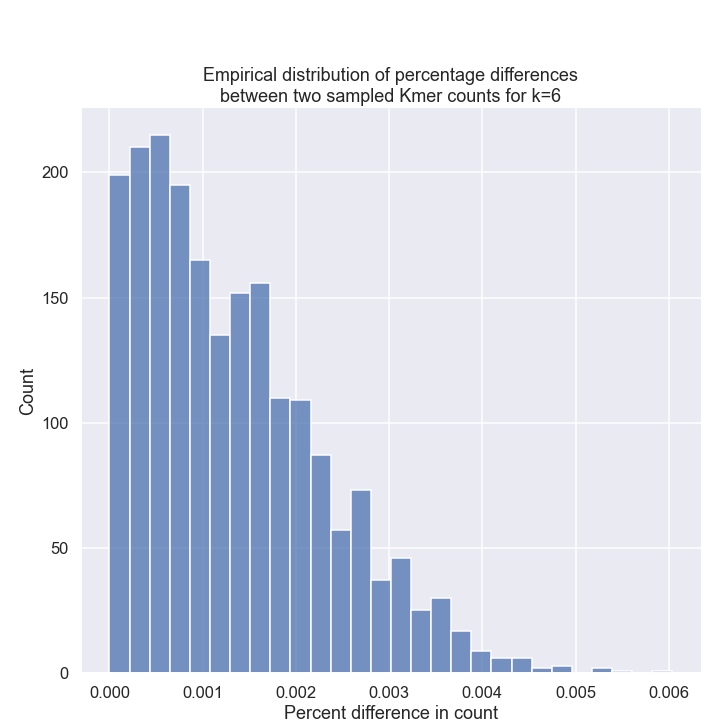 Empirical distribution of percentage differences
between two sampled Kmer counts for k=6
200
150
100
50
0
Count
0.000 0.001 0.002 0.003 0.004 0.005 0.006
Percent difference in count